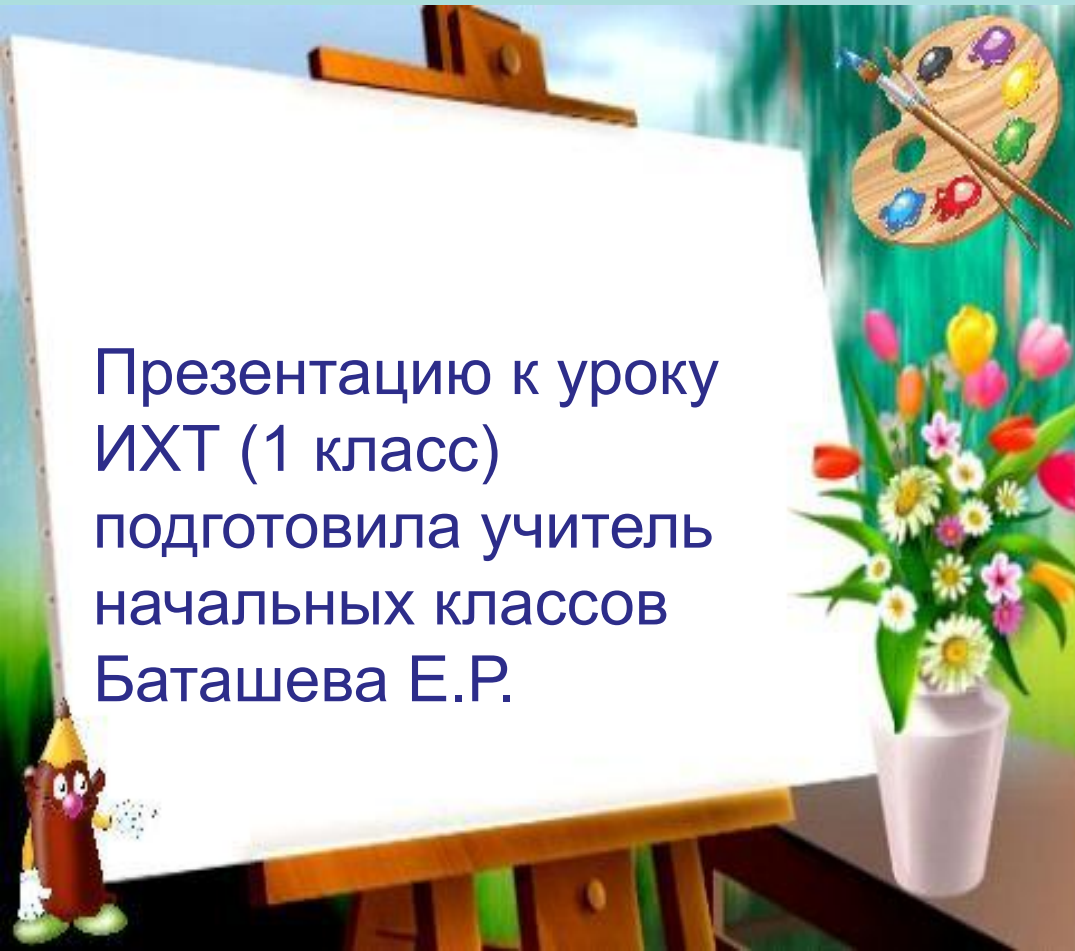 Презентацию к уроку
ИХТ (1 класс)
подготовила учитель
начальных классов
Баташева Е.Р.